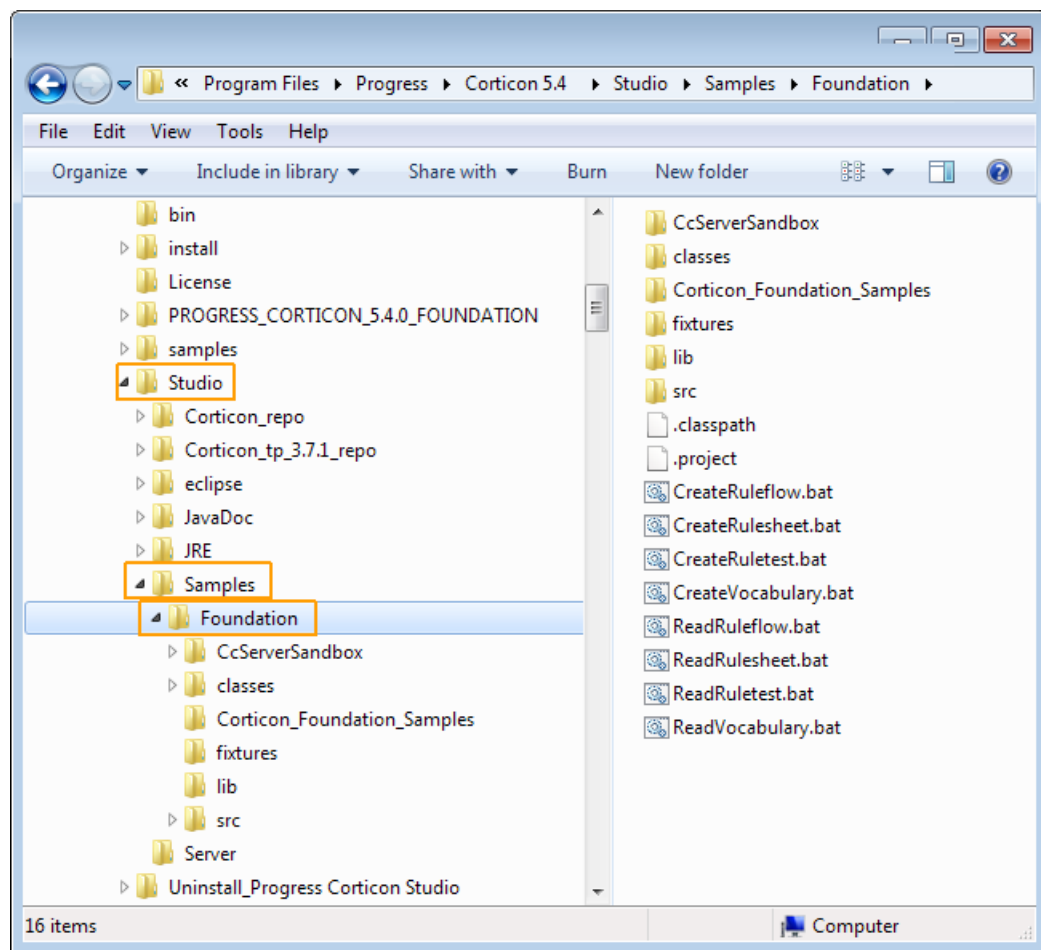 « Program Files Progress Corticon 5.4 Studio Samples Foundation
File Edit View Tools Help
Organize Include in library Share with Burn New folder
bin
install
License
PROGRESS_CORTICON_5.4.0_FOUNDATION
samples
Studio
Corticon_repo
Corticon_tp_3.7.1_repo
eclipse
JavaDoc
JRE
Samples
Foundation
CcServerSandbox
classes
Corticon_Foundation_Samples
fixtures
lib
src
Server
Uninstall_Progress Corticon Studio
CcServerSandbox
classes
Corticon_Foundation_Samples
fixtures
lib
src
.classpath
.project
CreateRuleflow.bat
CreateRulesheet.bat
CreateRuletest.bat
CreateVocabulary.bat
ReadRuleflow.bat
ReadRulesheet.bat
ReadRuletest.bat
ReadVocabulary.bat
16 items Computer